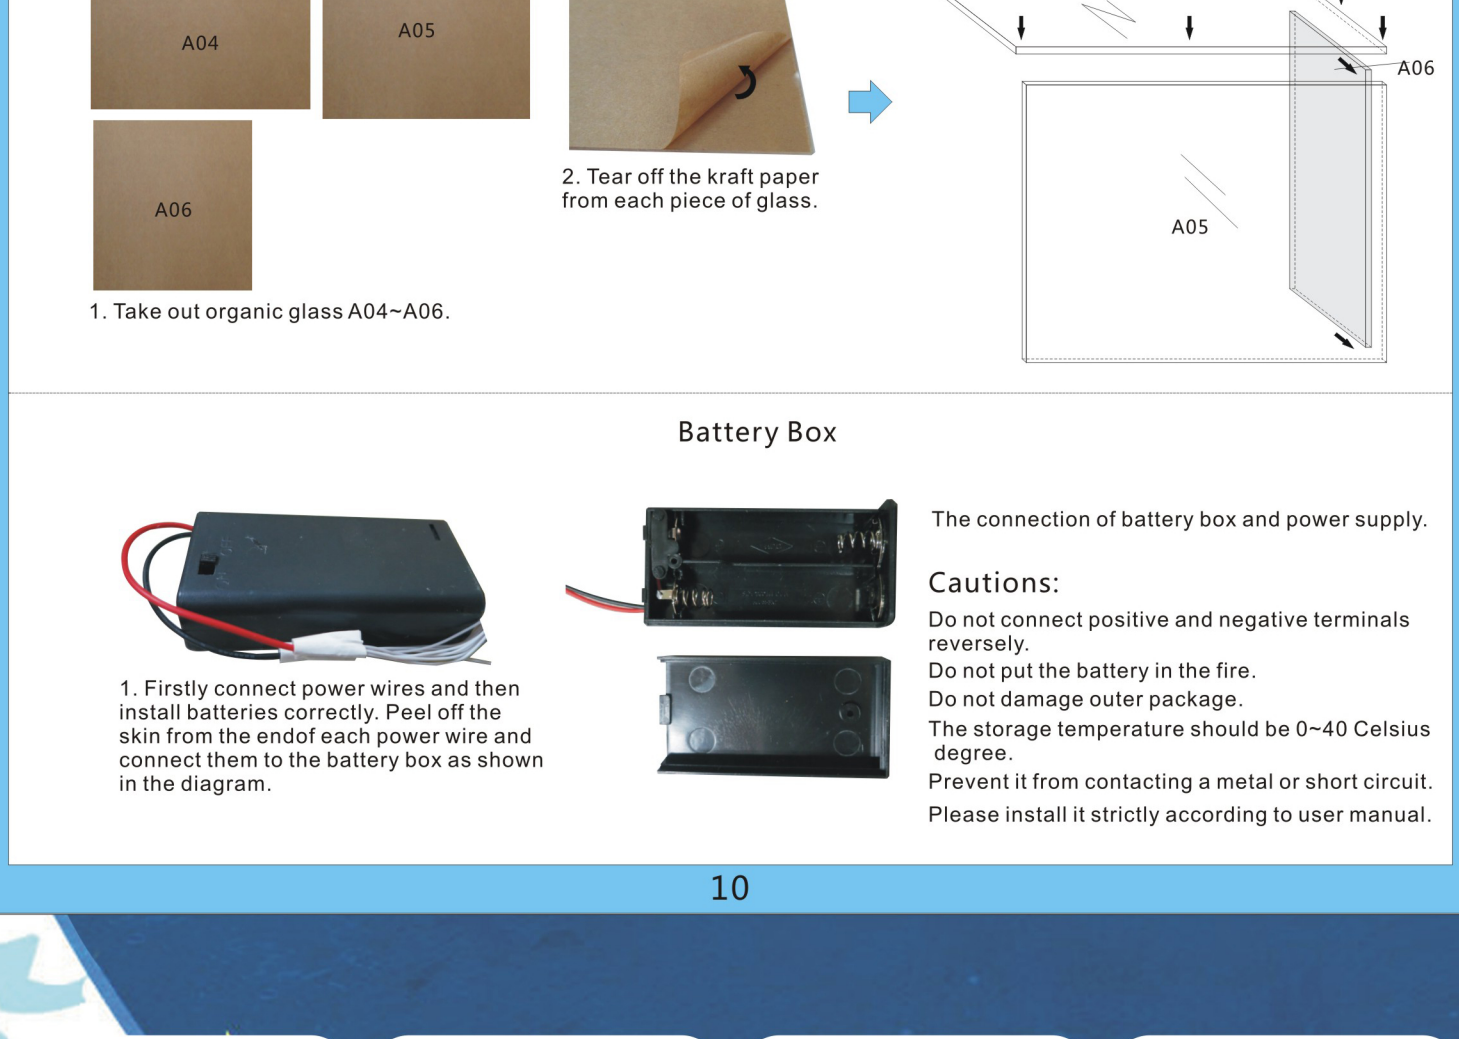 A04
A05
A06
A06
2. Tear off the kraft paper
from each piece of glass.
A05
1. Take out organic glass A04~A06.
Battery Box
The connection of battery box and power supply.
Cautions:
Do not connect positive and negative terminals
reversely.
Do not put the battery in the fire.
Do not damage outer package.
The storage temperature should be 0~40 Celsius
degree.
Prevent it from contacting a metal or short circuit.
Please install it strictly according to user manual.
1. Firstly connect power wires and then
install batteries correctly. Peel off the
skin from the endof each power wire and
connect them to the battery box as shown
in the diagram.
10